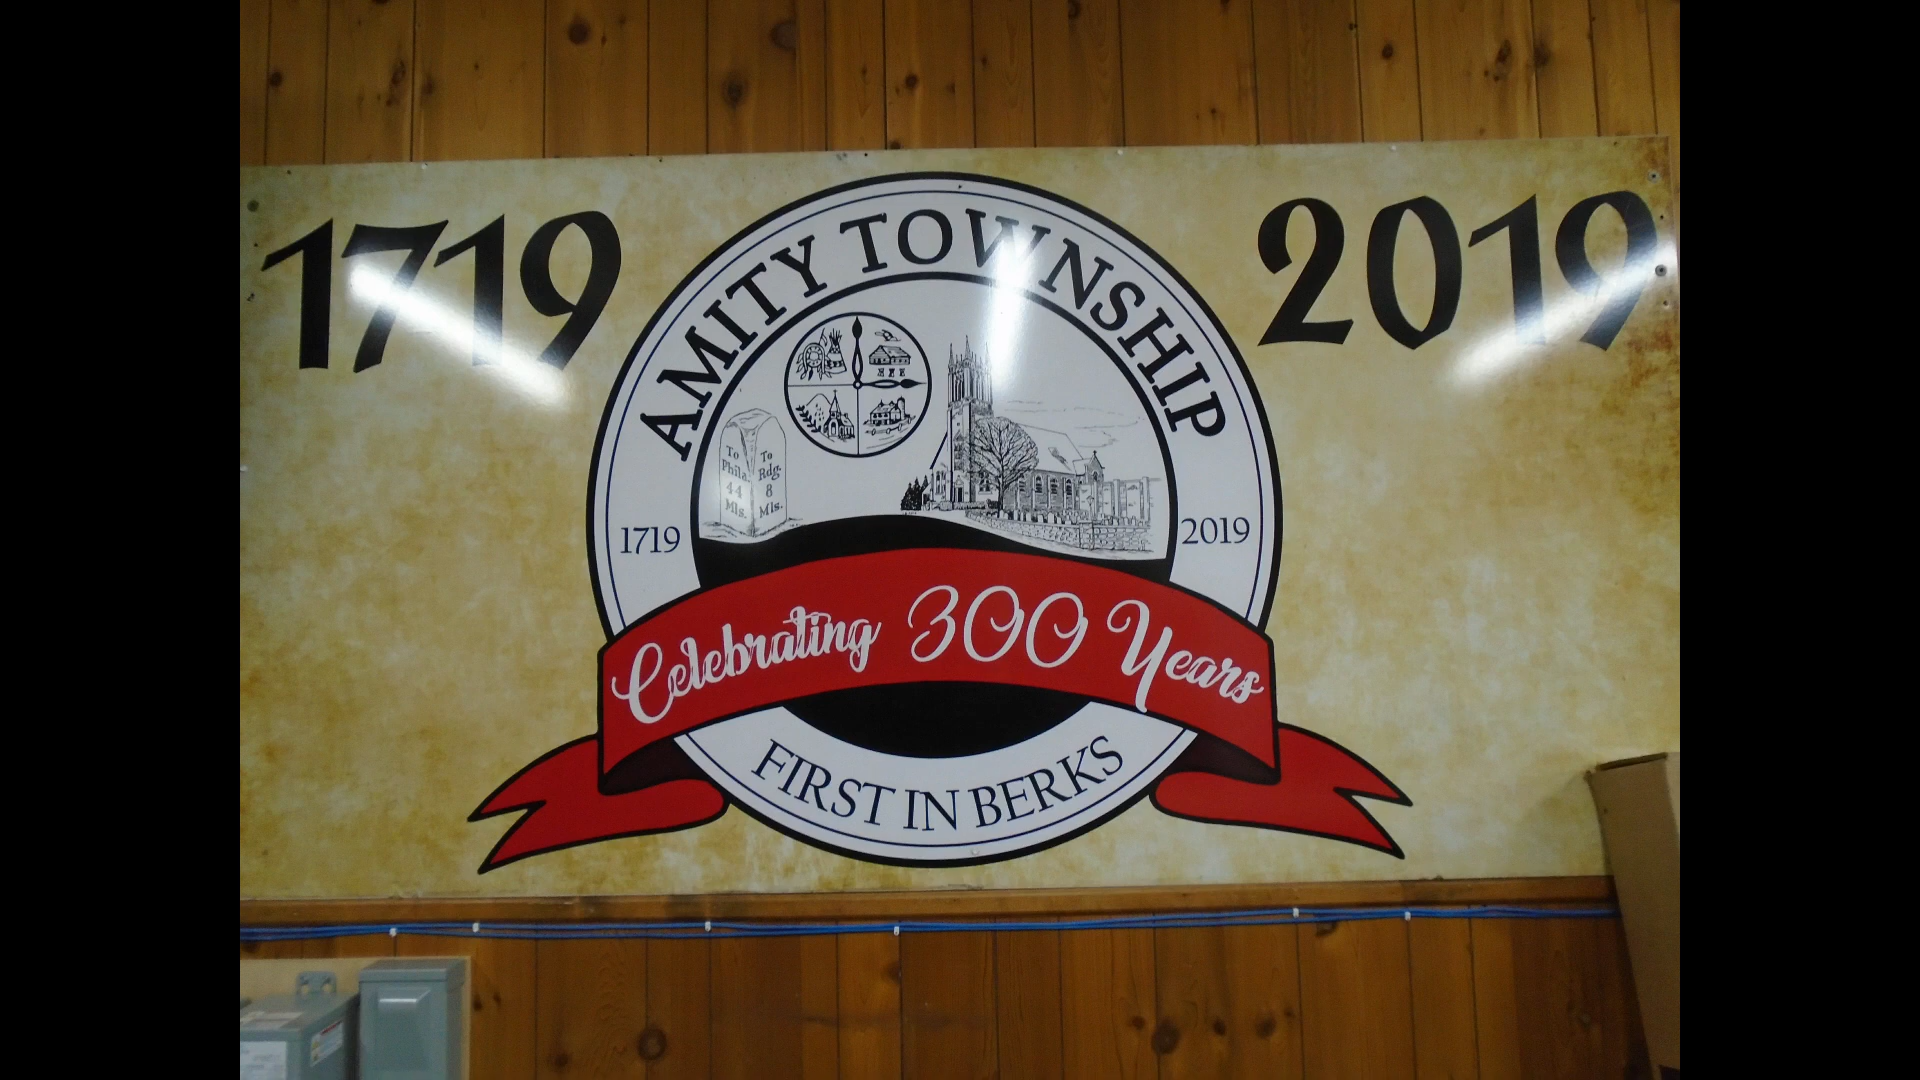 1719
2019
AMITY TOWNSHIP
To
Phila.
44
Mls.
To
Rdg.
8
Mls.
1719
2019
Celebrating 300 Years
FIRST IN BERKS